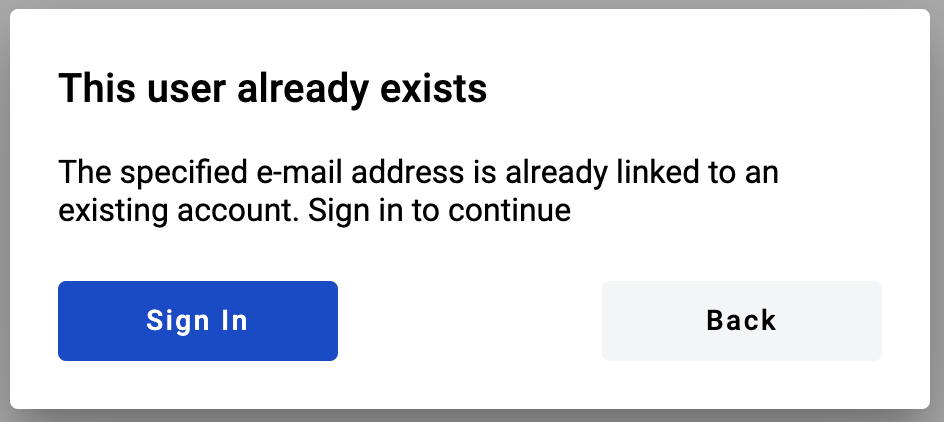 This user already exists
The specified e-mail address is already linked to an
existing account. Sign in to continue
Sign In
Back